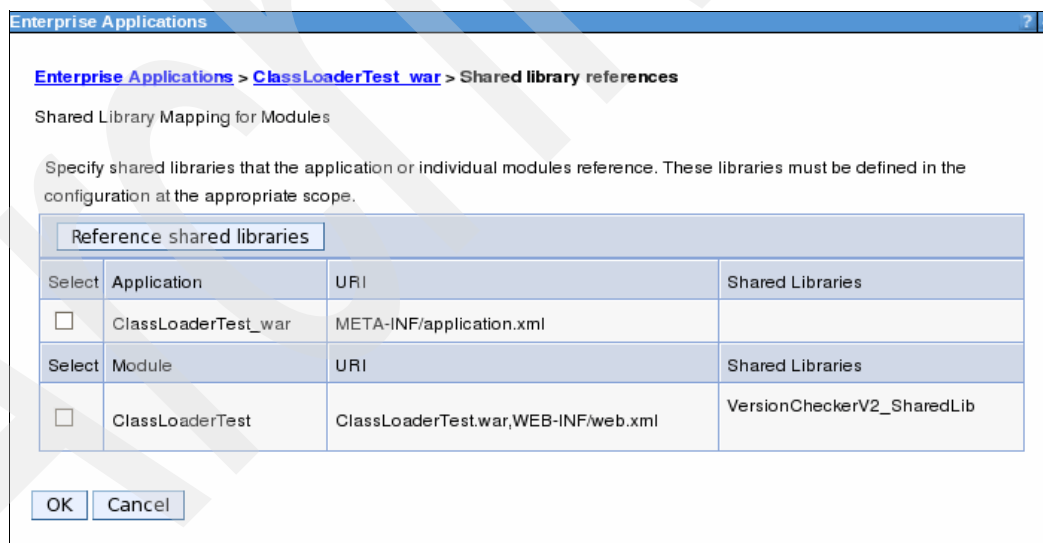 Enterprise Applications ?
Enterprise Applications > ClassLoaderTest_war > Shared library references
Shared Library Mapping for Modules
Specify shared libraries that the application or individual modules reference. These libraries must be defined in the
configuration at the appropriate scope.
Reference shared libraries
Select Application URI Shared Libraries
ClassLoaderTest_war META-INF/application.xml
Select Module URI Shared Libraries
ClassLoaderTest ClassLoaderTest.war,WEB-INF/web.xml VersionCheckerV2_SharedLib
OK Cancel